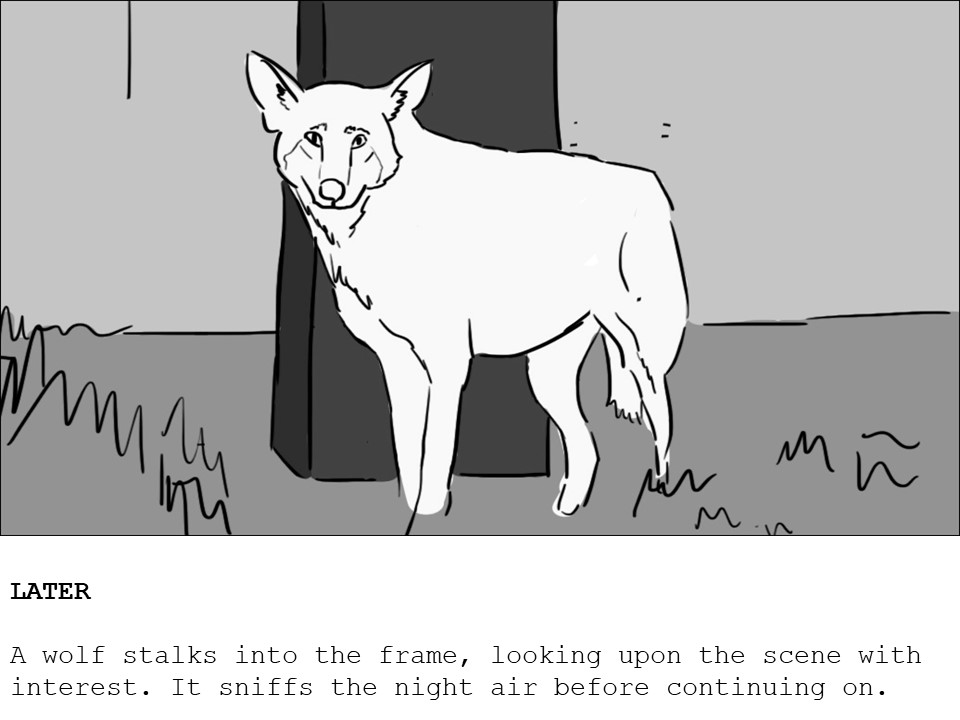 LATER
A wolf stalks into the frame, looking upon the scene with
interest. It sniffs the night air before continuing on.